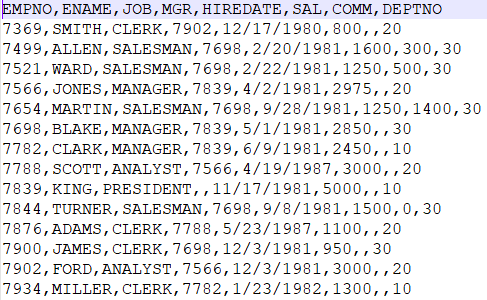 EMPNO,ENAME,JOB,MGR,HIREDATE,SAL,COMM,DEPTNO
7369,SMITH,CLERK,7902,12/17/1980,800,,20
7499,ALLEN,SALESMAN,7698,2/20/1981,1600,300,30
7521,WARD,SALESMAN,7698,2/22/1981,1250,500,30
7566,JONES,MANAGER,7839,4/2/1981,2975,,20
7654,MARTIN,SALESMAN,7698,9/28/1981,1250,1400,30
7698,BLAKE,MANAGER,7839,5/1/1981,2850,,30
7782,CLARK,MANAGER,7839,6/9/1981,2450,,10
7788,SCOTT,ANALYST,7566,4/19/1987,3000,,20
7839,KING,PRESIDENT,,11/17/1981,5000,,10
7844,TURNER,SALESMAN,7698,9/8/1981,1500,0,30
7876,ADAMS,CLERK,7788,5/23/1987,1100,,20
7900,JAMES,CLERK,7698,12/3/1981,950,,30
7902,FORD,ANALYST,7566,12/3/1981,3000,,20
7934,MILLER,CLERK,7782,1/23/1982,1300,,10